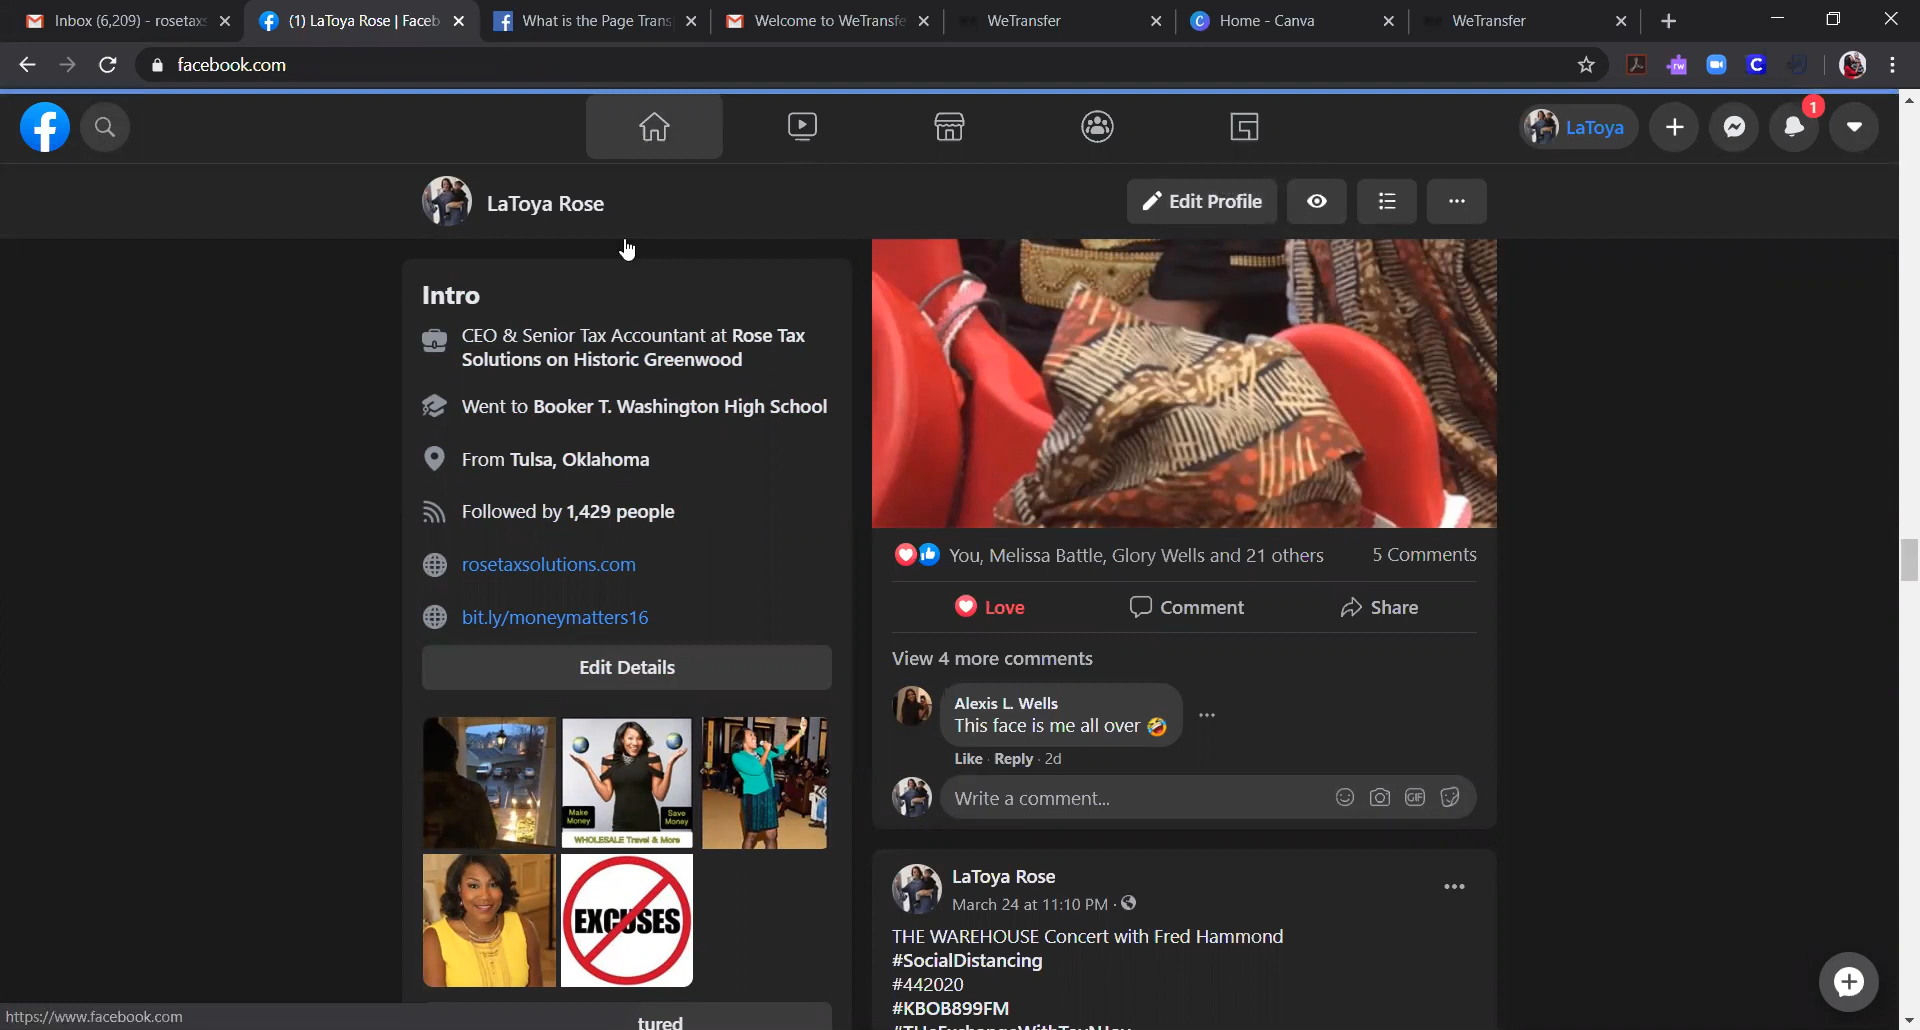 Inbox (6,209) - rosetaxs
(1) LaToya Rose | Faceb
What is the Page Trans
Welcome to WeTransfe
WeTransfer
Home - Canva
WeTransfer
facebook.com
1
LaToya
LaToya Rose
Edit Profile
Intro
CEO & Senior Tax Accountant at Rose Tax
Solutions on Historic Greenwood
Went to Booker T. Washington High School
From Tulsa, Oklahoma
Followed by 1,429 people
rosetaxsolutions.com
bit.ly/moneymatters16
Edit Details
Make
Money
Save
Money
WHOLESALE Travel & More
EXCUSES
tured
You, Melissa Battle, Glory Wells and 21 others
5 Comments
Love
Comment
Share
View 4 more comments
Alexis L. Wells
This face is me all over 🤣
Like · Reply · 2d
Write a comment...
GIF
LaToya Rose
March 24 at 11:10 PM ·
THE WAREHOUSE Concert with Fred Hammond
#SocialDistancing
#442020
#KBOB899FM
https://www.facebook.com